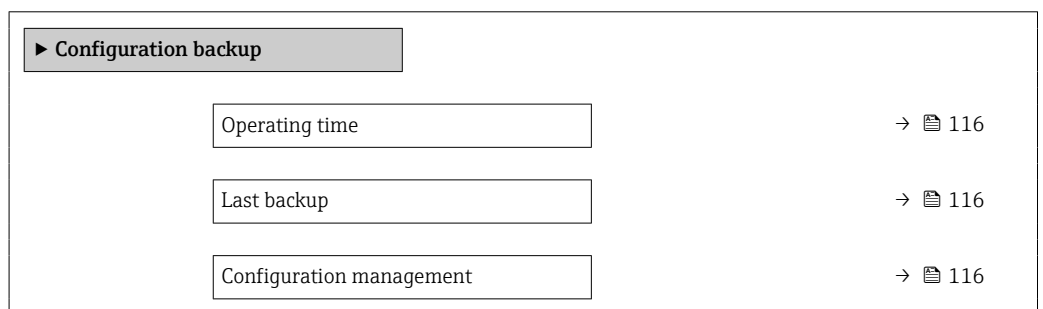 ▶ Configuration backup
Operating time → 116
Last backup → 116
Configuration management → 116